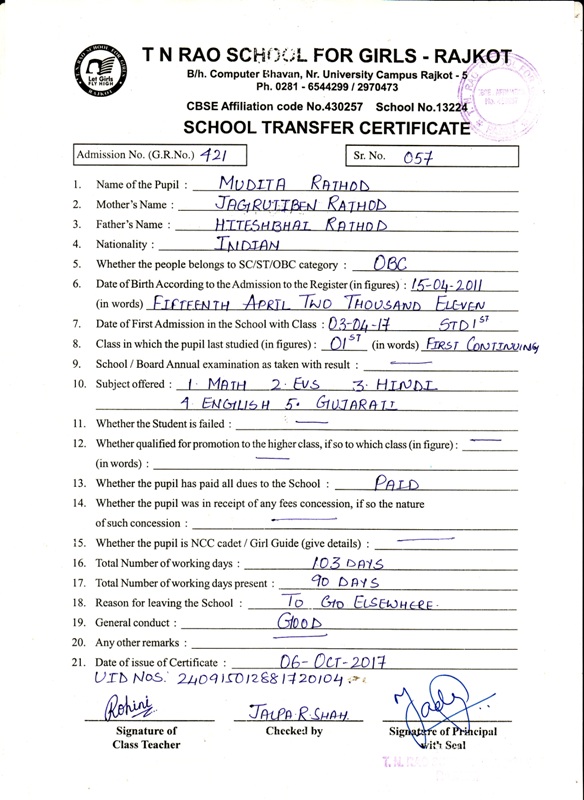 T N RAO SCHOOL FOR GIRLS - RAJKOT
B/h. Computer Bhavan, Nr. University Campus Rajkot - 5
Ph. 0281 - 6544299 / 2970473
Let Girls
FLY HIGH
CBSE Affiliation code No.430257 School No.13224
SCHOOL TRANSFER CERTIFICATE
Admission No. (G.R.No.) 421 Sr. No. 057
1. Name of the Pupil : MUDITA RATHOD
2. Mother's Name : JAGRUTIBEN RATHOD
3. Father's Name : HITESHBHAI RATHOD
4. Nationality : INDIAN
5. Whether the people belongs to SC/ST/OBC category : OBC
6. Date of Birth According to the Admission to the Register (in figures) : 15-04-2011
(in words) FIFTEENTH APRIL TWO THOUSAND ELEVEN
7. Date of First Admission in the School with Class : 03-04-17 STD 1ST
8. Class in which the pupil last studied (in figures) : 01ST (in words) FIRST CONTINUING
9. School / Board Annual examination as taken with result : —
10. Subject offered : 1. MATH 2. EVS 3. HINDI
4. ENGLISH 5. GUJARATI
11. Whether the Student is failed : —
12. Whether qualified for promotion to the higher class, if so to which class (in figure) : —
(in words) : —
13. Whether the pupil has paid all dues to the School : PAID
14. Whether the pupil was in receipt of any fees concession, if so the nature
of such concession : —
15. Whether the pupil is NCC cadet / Girl Guide (give details) : —
16. Total Number of working days : 103 DAYS
17. Total Number of working days present : 90 DAYS
18. Reason for leaving the School : TO GO ELSEWHERE.
19. General conduct : GOOD
20. Any other remarks : —
21. Date of issue of Certificate : 06-OCT-2017
UID NOS: 240915012881720104
Rohini JALPA.R.SHAH
Signature of Checked by Signature of Principal
Class Teacher with Seal